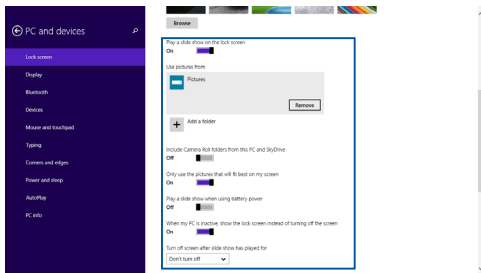 PC and devices
Lock screen
Display
Bluetooth
Devices
Mouse and touchpad
Typing
Corners and edges
Power and sleep
AutoPlay
PC info
Browse
Play a slide show on the lock screen
On
Use pictures from
Pictures
Remove
Add a folder
Include Camera Roll folders from this PC and SkyDrive
Off
Only use the pictures that will fit best on my screen
On
Play a slide show when using battery power
Off
When my PC is inactive, show the lock screen instead of turning off the screen
On
Turn off screen after slide show has played for
Don't turn off